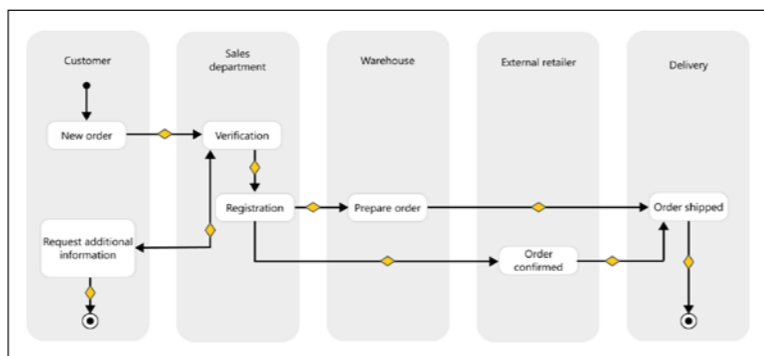 Customer
Sales
department
Warehouse
External retailer
Delivery
New order
Verification
Registration
Prepare order
Order shipped
Request additional
information
Order
confirmed